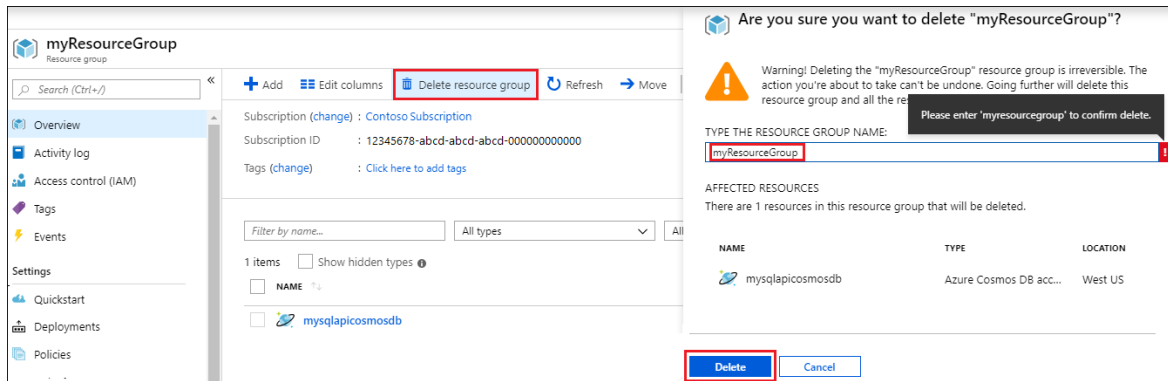 myResourceGroup
Resource group
Search (Ctrl+/)
Overview
Activity log
Access control (IAM)
Tags
Events
Settings
Quickstart
Deployments
Policies
Add Edit columns Delete resource group Refresh Move
Subscription (change) : Contoso Subscription
Subscription ID : 12345678-abcd-abcd-abcd-000000000000
Tags (change) : Click here to add tags
Filter by name... All types All
1 items Show hidden types
NAME
mysqlapicosmosdb
Are you sure you want to delete "myResourceGroup"?
Warning! Deleting the "myResourceGroup" resource group is irreversible. The
action you're about to take can't be undone. Going further will delete this
resource group and all the res
Please enter 'myresourcegroup' to confirm delete.
TYPE THE RESOURCE GROUP NAME:
myResourceGroup
AFFECTED RESOURCES
There are 1 resources in this resource group that will be deleted.
NAME TYPE LOCATION
mysqlapicosmosdb Azure Cosmos DB acc... West US
Delete Cancel